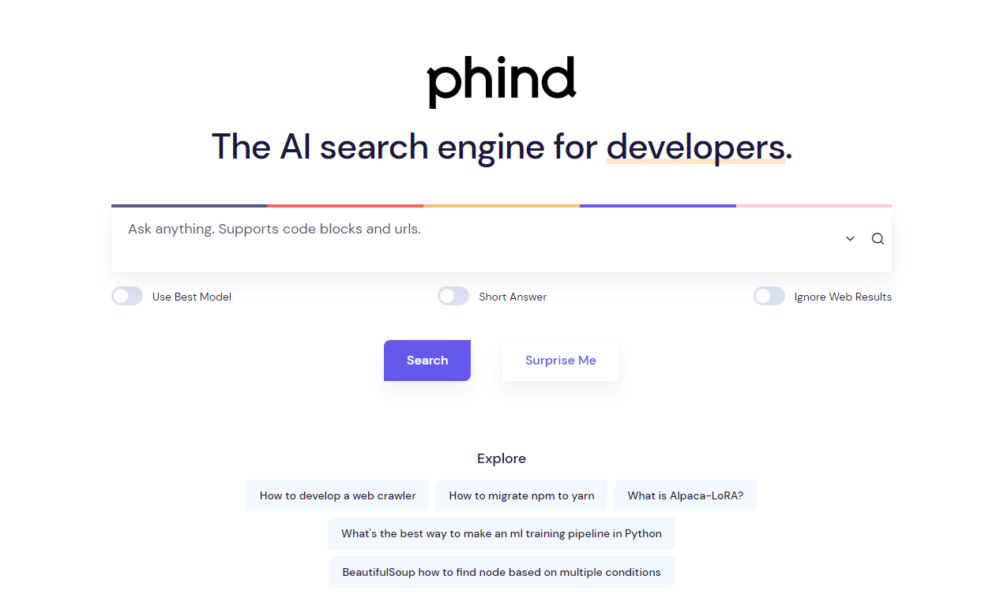 phind
The AI search engine for developers.
Ask anything. Supports code blocks and urls.
Use Best Model Short Answer Ignore Web Results
Search Surprise Me
Explore
How to develop a web crawler How to migrate npm to yarn What is Alpaca-LoRA?
What's the best way to make an ml training pipeline in Python
BeautifulSoup how to find node based on multiple conditions